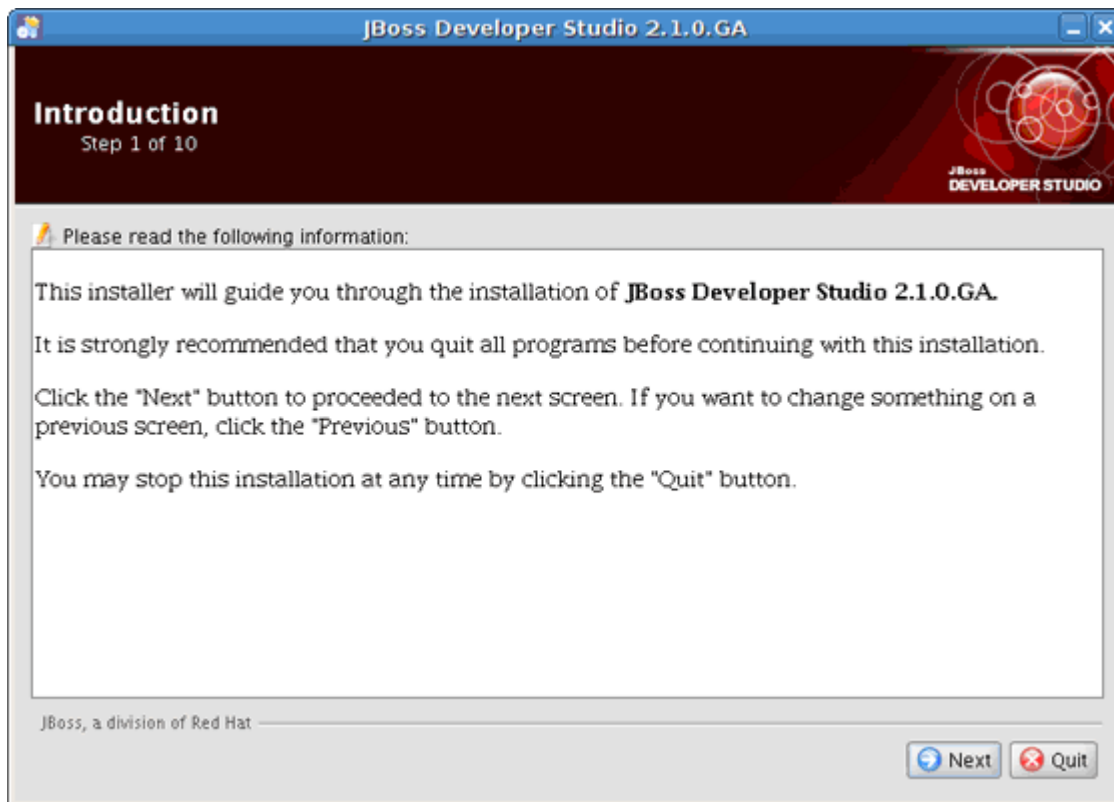 JBoss Developer Studio 2.1.0.GA
Introduction
Step 1 of 10
JBoss
DEVELOPER STUDIO
Please read the following information:
This installer will guide you through the installation of JBoss Developer Studio 2.1.0.GA.
It is strongly recommended that you quit all programs before continuing with this installation.
Click the "Next" button to proceeded to the next screen. If you want to change something on a
previous screen, click the "Previous" button.
You may stop this installation at any time by clicking the "Quit" button.
JBoss, a division of Red Hat
Next
Quit